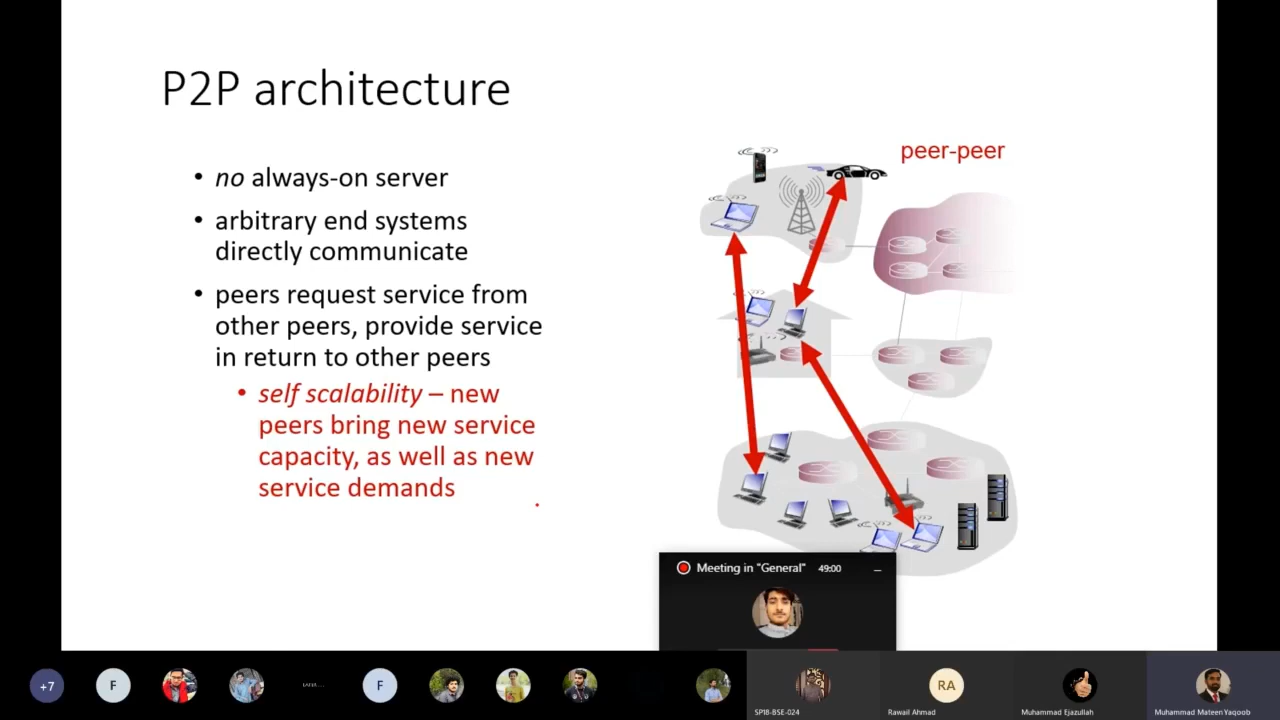 P2P architecture
peer-peer
• no always-on server
• arbitrary end systems
directly communicate
• peers request service from
other peers, provide service
in return to other peers
• self scalability – new
peers bring new service
capacity, as well as new
service demands
Meeting in "General" 49:00
+7
F
F
RA
SP18-BSE-024
Rawail Ahmad
Muhammad Ejazullah
Muhammad Mateen Yaqoob